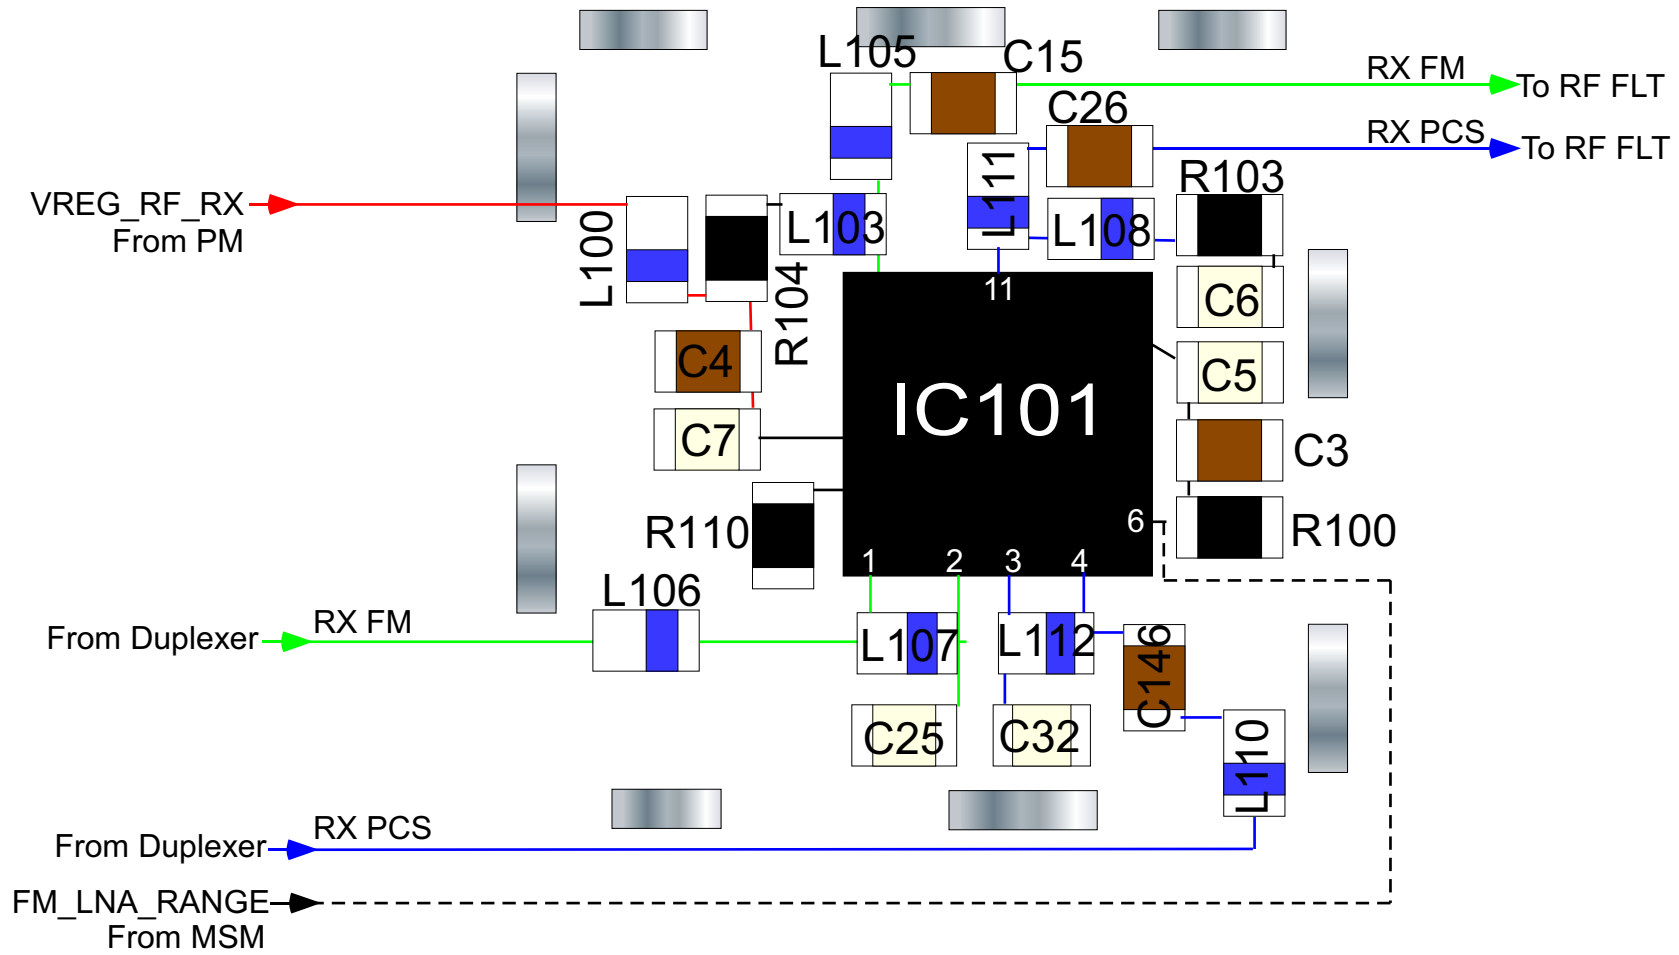 L105
C15
RX FM
To RF FLT
C26
RX PCS
To RF FLT
L111
R103
VREG_RF_RX
From PM
L100
L103
L108
R104
11
C6
C4
C5
IC101
C7
C3
R110
6
R100
1
2
3
4
L106
From Duplexer
RX FM
L107
L112
C146
C25
C32
L110
From Duplexer
RX PCS
FM_LNA_RANGE
From MSM